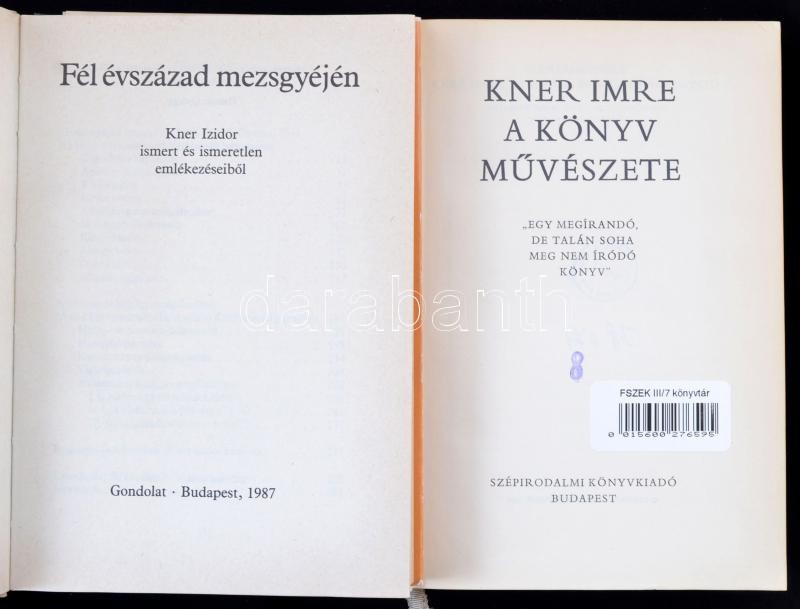 Fél évszázad mezsgyéjén
Kner Izidor
ismert és ismeretlen
emlékezéseiből
Gondolat · Budapest, 1987
KNER IMRE
A KÖNYV
MŰVÉSZETE
„EGY MEGÍRANDÓ,
DE TALÁN SOHA
MEG NEM ÍRÓDÓ
KÖNYV”
8
FSZEK III/7 könyvtár
0 015600 276595
SZÉPIRODALMI KÖNYVKIADÓ
BUDAPEST
darabanth